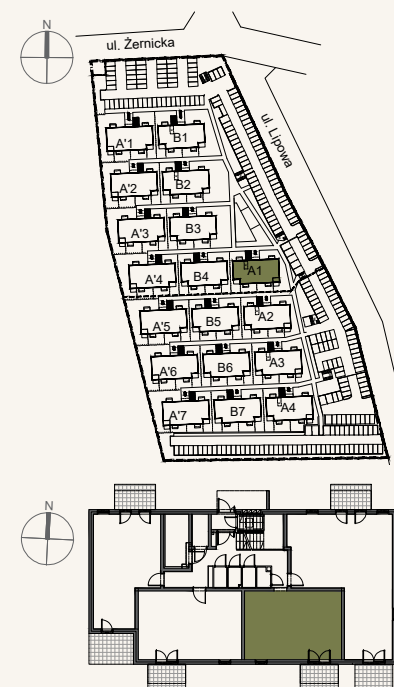 N
ul. Żernicka
ul. Lipowa
A'1 B1
A'2 B2
A'3 B3
A'4 B4 A1
A'5 B5 A2
A'6 B6 A3
A'7 B7 A4
N